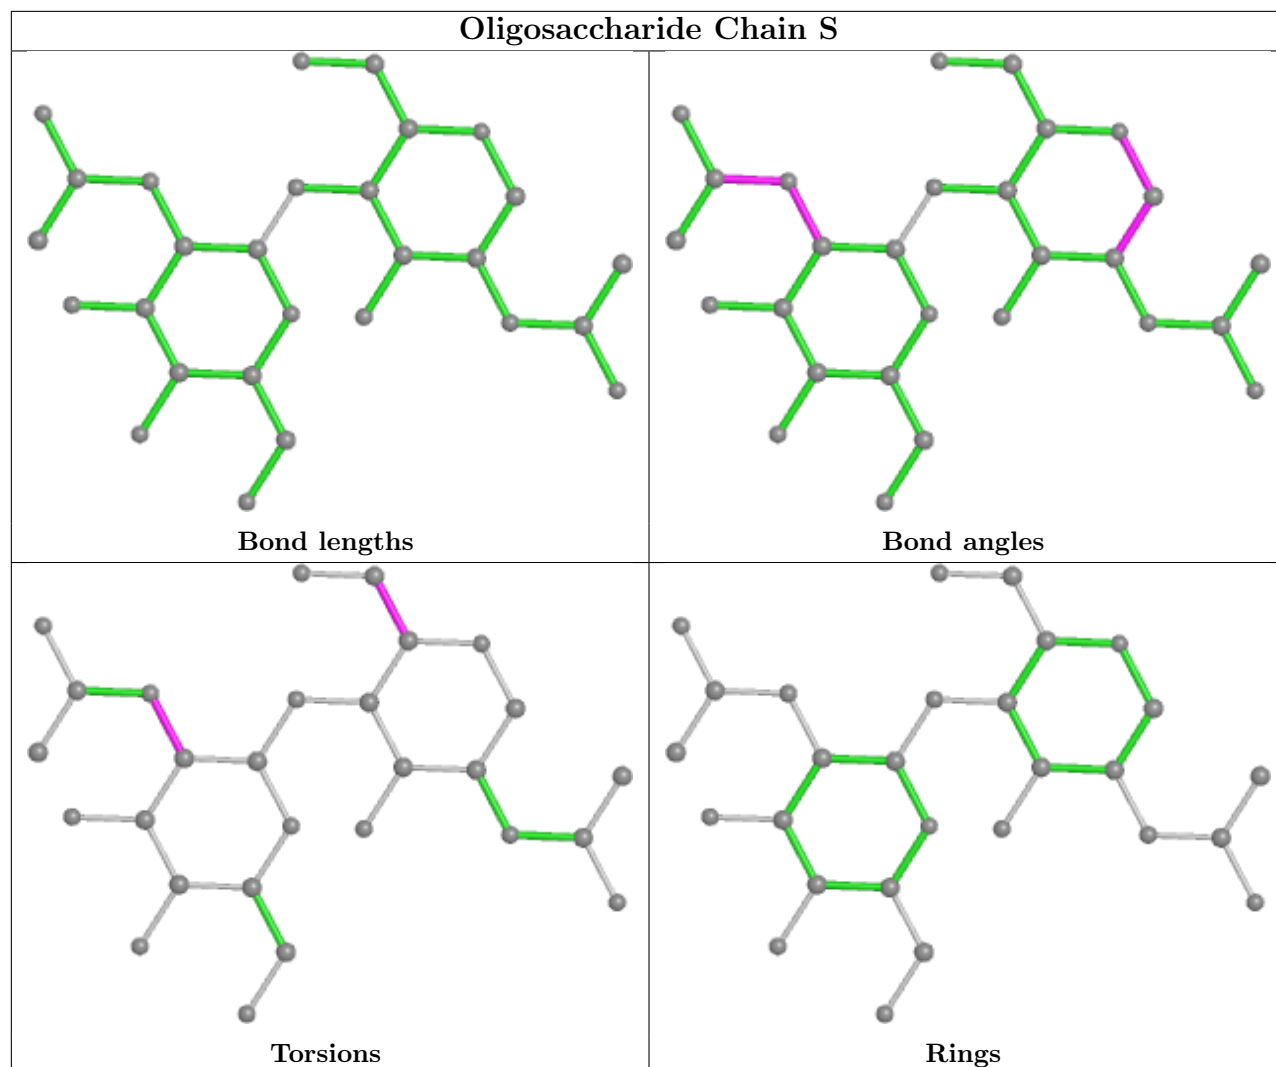 Oligosaccharide Chain S
Bond lengths
Bond angles
Torsions
Rings